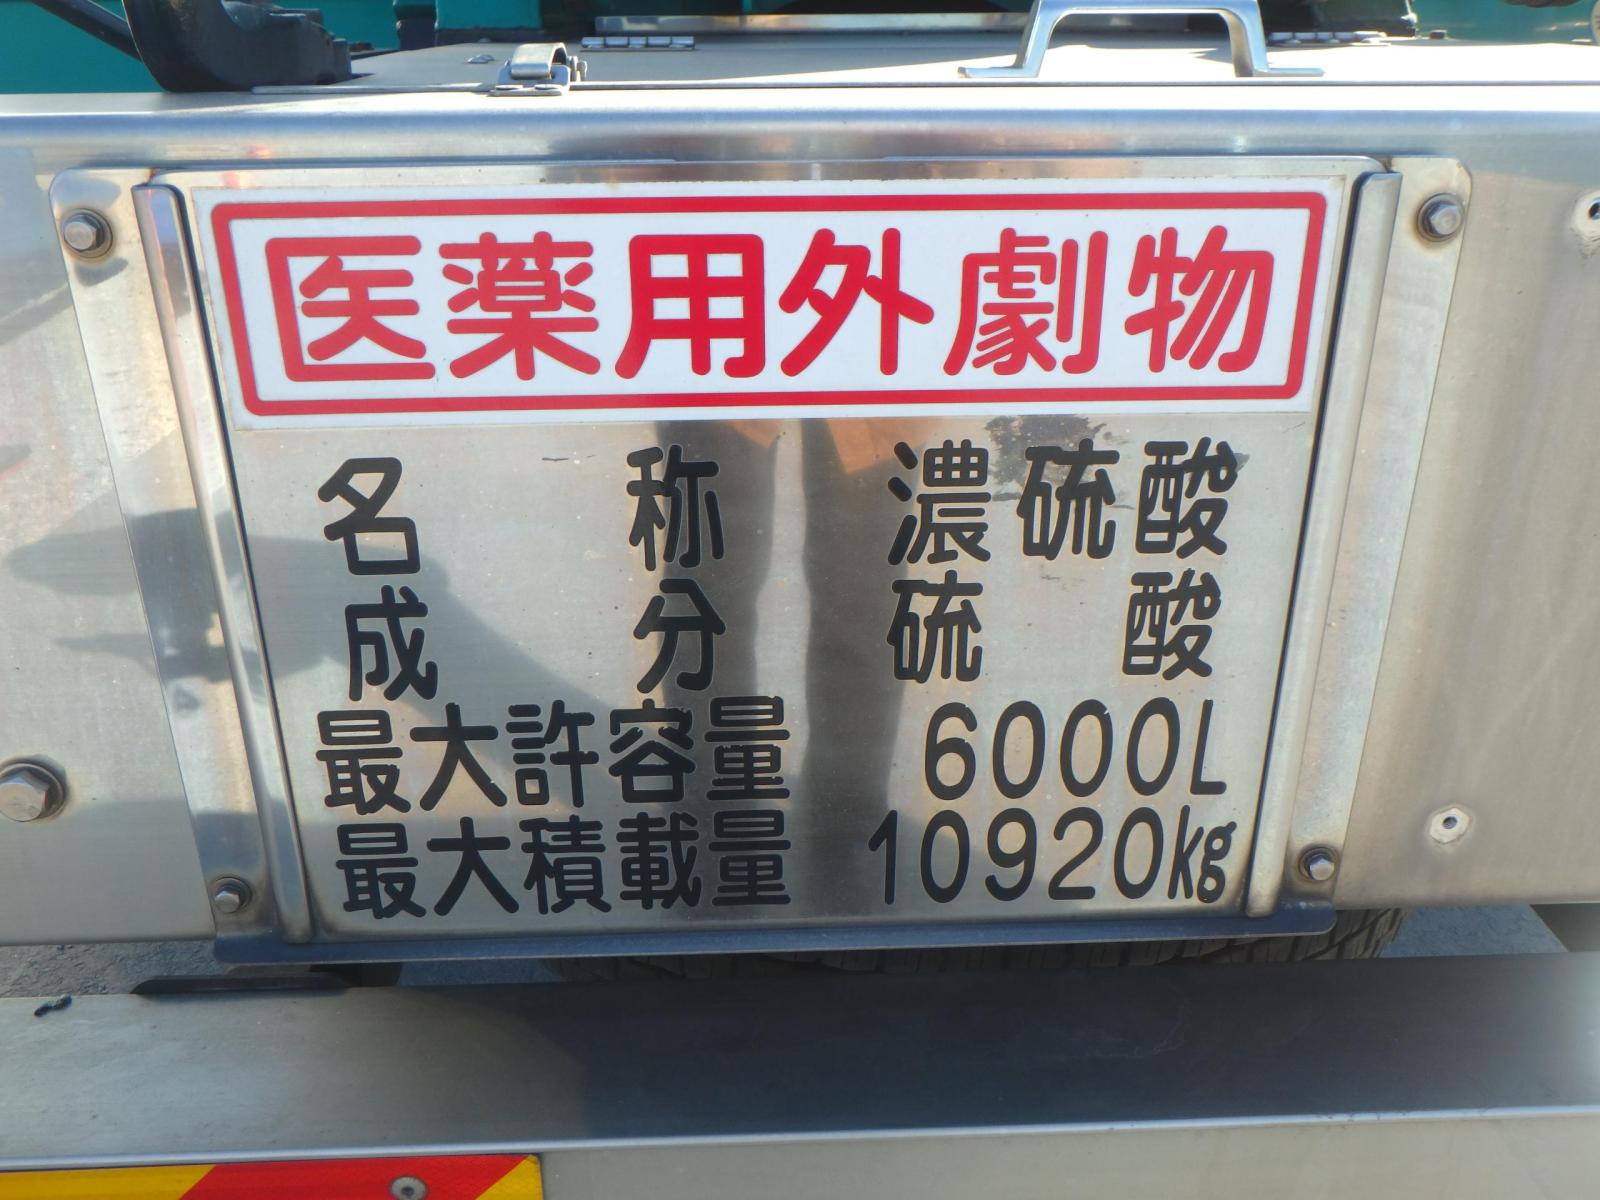 医薬用外劇物
名称 濃硫酸
成分 硫酸
最大許容量 6000L
最大積載量 10920kg